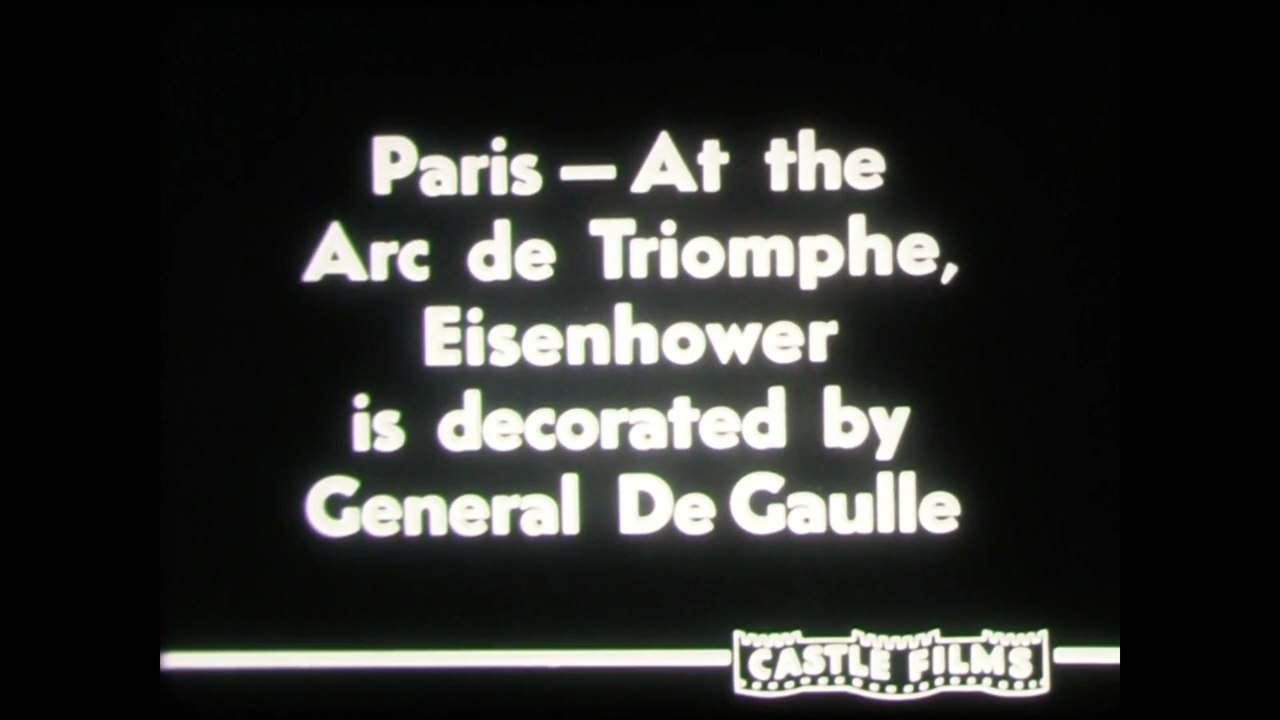 Paris — At the
Arc de Triomphe,
Eisenhower
is decorated by
General De Gaulle
CASTLE FILMS